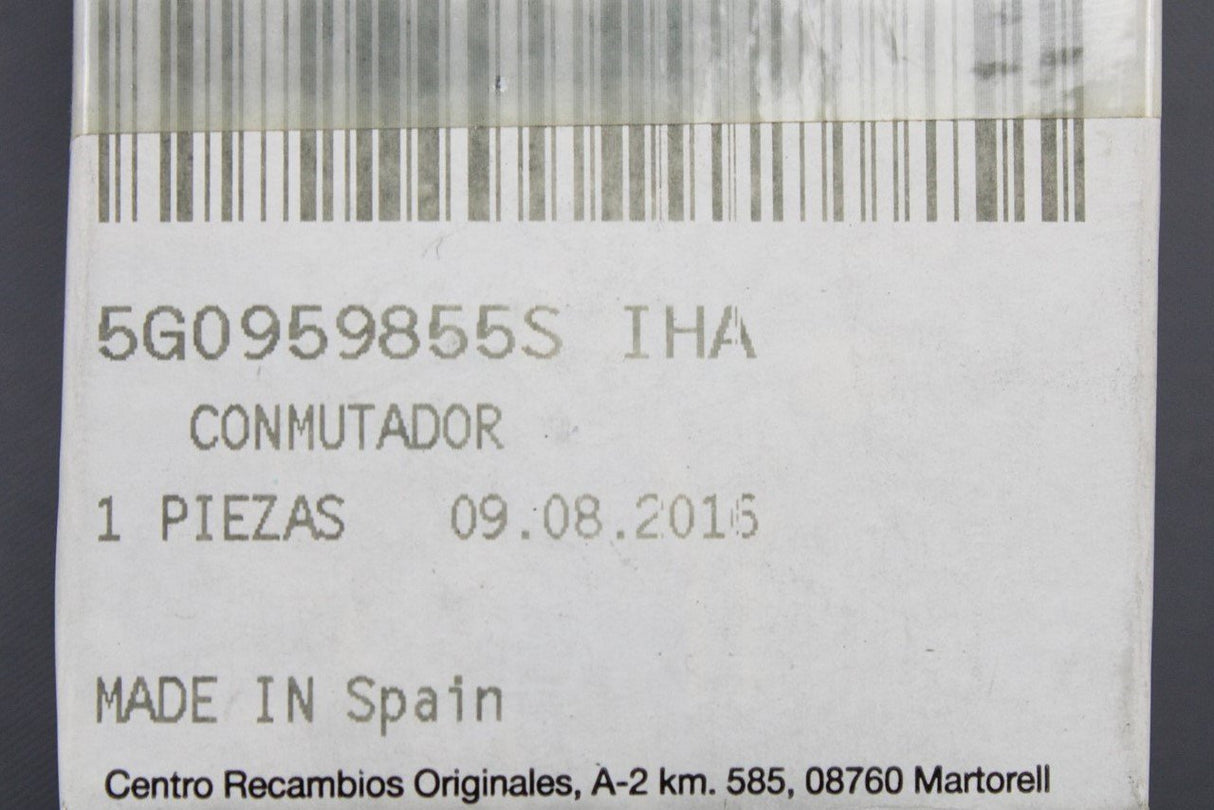 5G0959855S IHA
CONMUTADOR
1 PIEZAS 09.08.2016
MADE IN Spain
Centro Recambios Originales, A-2 km. 585, 08760 Martorell